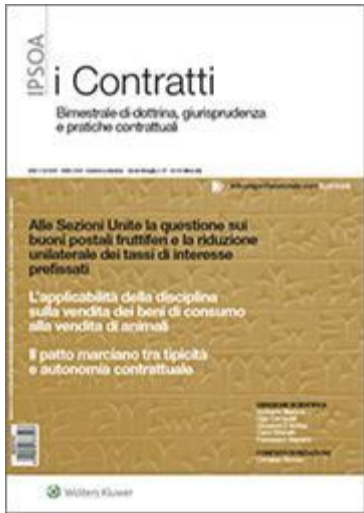 IPSOA
i Contratti
Bimestrale di dottrina, giurisprudenza
e pratiche contrattuali
Alle Sezioni Unite la questione sui
buoni postali fruttiferi e la riduzione
unilaterale dei tassi di interesse
prefissati
L'applicabilità della disciplina
sulla vendita dei beni di consumo
alla vendita di animali
Il patto marciano tra tipicità
e autonomia contrattuale
DIREZIONE SCIENTIFICA
Wolters Kluwer